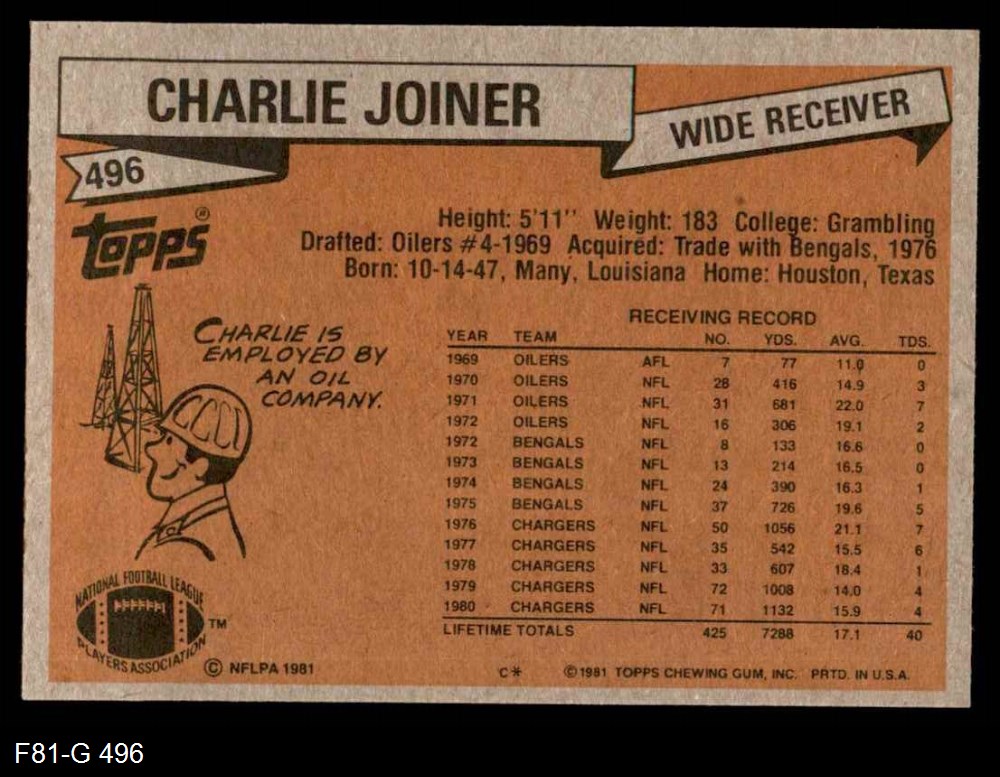 CHARLIE JOINER
WIDE RECEIVER
496
TOPPS®
Height: 5'11'' Weight: 183 College: Grambling
Drafted: Oilers #4-1969 Acquired: Trade with Bengals, 1976
Born: 10-14-47, Many, Louisiana Home: Houston, Texas
CHARLIE IS
EMPLOYED BY
AN OIL
COMPANY.
RECEIVING RECORD
YEAR TEAM NO. YDS. AVG. TDS.
1969 OILERS AFL 7 77 11.0 0
1970 OILERS NFL 28 416 14.9 3
1971 OILERS NFL 31 681 22.0 7
1972 OILERS NFL 16 306 19.1 2
1972 BENGALS NFL 8 133 16.6 0
1973 BENGALS NFL 13 214 16.5 0
1974 BENGALS NFL 24 390 16.3 1
1975 BENGALS NFL 37 726 19.6 5
1976 CHARGERS NFL 50 1056 21.1 7
1977 CHARGERS NFL 35 542 15.5 6
1978 CHARGERS NFL 33 607 18.4 1
1979 CHARGERS NFL 72 1008 14.0 4
1980 CHARGERS NFL 71 1132 15.9 4
LIFETIME TOTALS 425 7288 17.1 40
NATIONAL FOOTBALL LEAGUE
PLAYERS ASSOCIATION
TM
© NFLPA 1981
C* © 1981 TOPPS CHEWING GUM, INC. PRTD. IN U.S.A.
F81-G 496